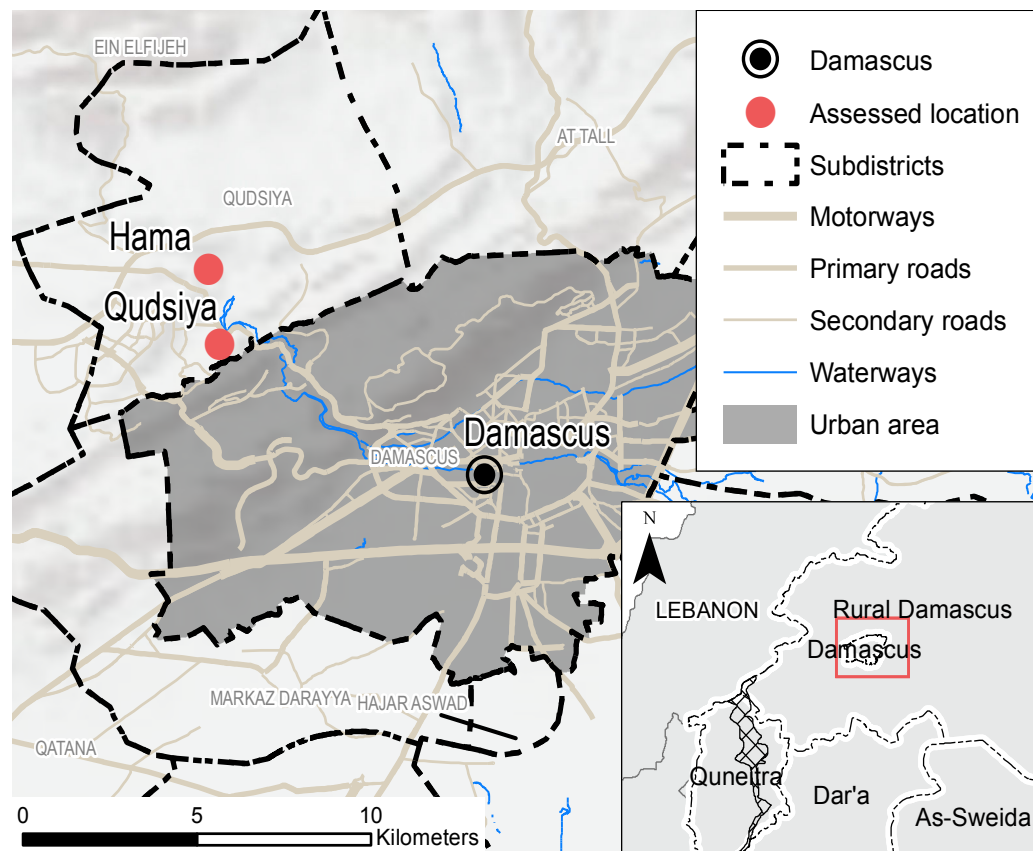 EIN ELFIJEH
AT TALL
QUDSIYA
Hama
Qudsiya
Damascus
DAMASCUS
MARKAZ DARAYYA
HAJAR ASWAD
QATANA
0
5
10
Kilometers
Damascus
Assessed location
Subdistricts
Motorways
Primary roads
Secondary roads
Waterways
Urban area
N
LEBANON
Rural Damascus
Damascus
Quneitra
Dar'a
As-Sweida